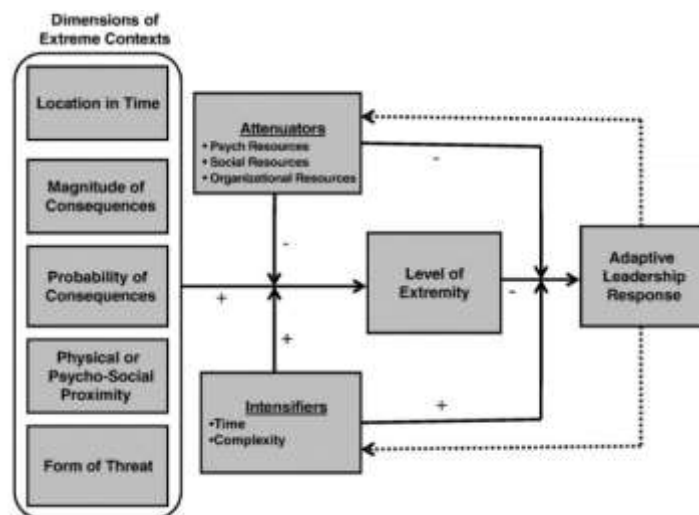 Dimensions of
Extreme Contexts
Location in Time
Magnitude of
Consequences
Probability of
Consequences
Physical or
Psycho-Social
Proximity
Form of Threat
Attenuators
• Psych Resources
• Social Resources
• Organizational Resources
-
-
+
+
Intensifiers
•Time
•Complexity
+
Level of
Extremity
-
Adaptive
Leadership
Response